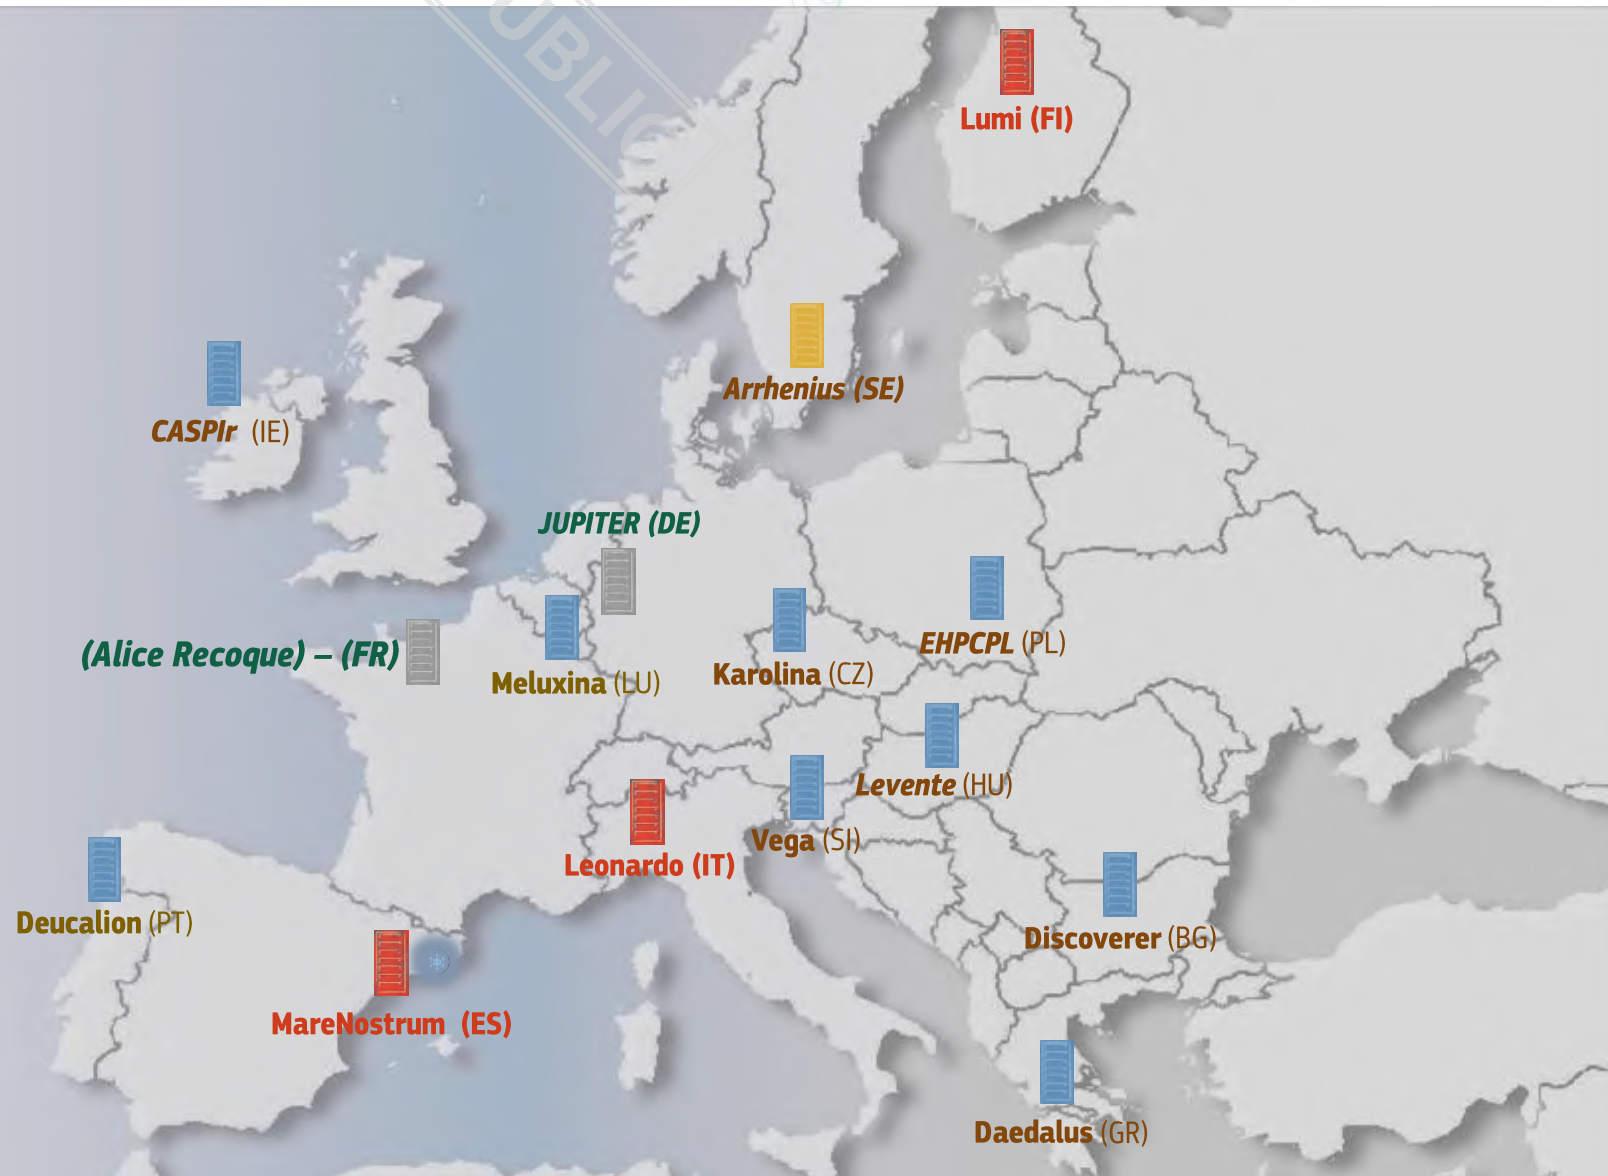 UBLIC
Lumi (FI)
Arrhenius (SE)
CASPIr (IE)
JUPITER (DE)
EHPCPL (PL)
(Alice Recoque) – (FR)
Karolina (CZ)
Meluxina (LU)
Levente (HU)
Vega (SI)
Leonardo (IT)
Deucalion (PT)
Discoverer (BG)
MareNostrum (ES)
Daedalus (GR)